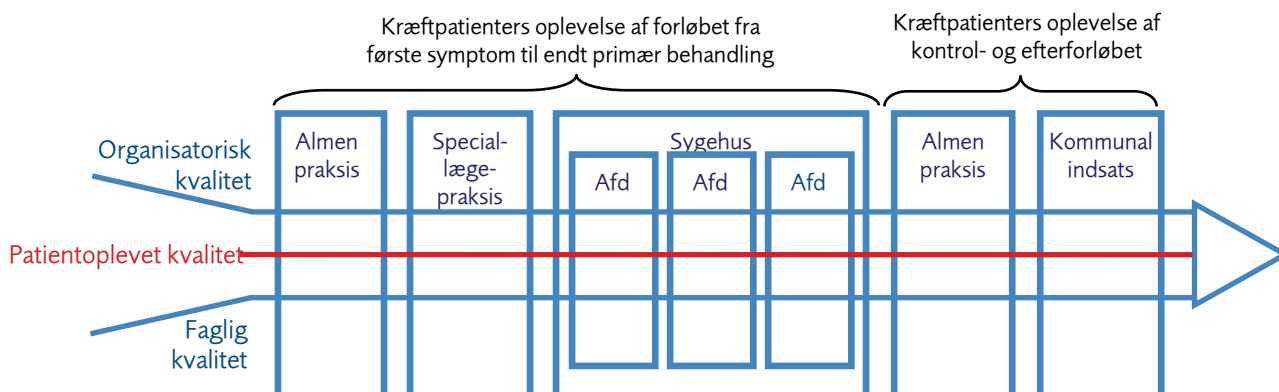 Kræftpatienters oplevelse af forløbet fra
første symptom til endt primær behandling
Kræftpatienters oplevelse af
kontrol- og efterforløbet
Organisatorisk
kvalitet
Patientoplevet kvalitet
Faglig
kvalitet
Almen
praksis
Special-
læge-
praksis
Sygehus
Afd
Afd
Afd
Almen
praksis
Kommunal
indsats